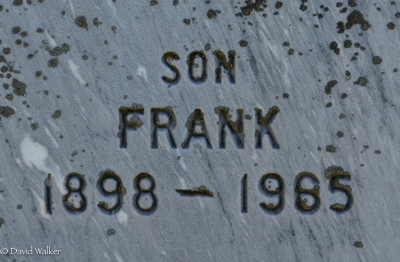 SON
FRANK
1898 — 1965
© David Walker